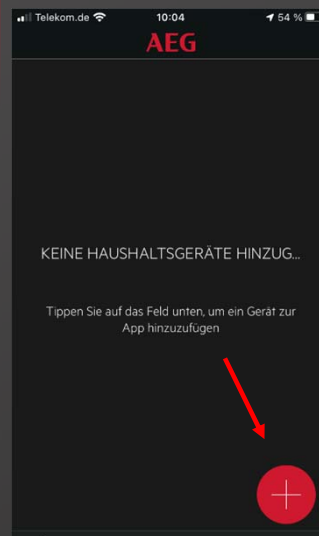 Telekom.de 10:04 54 %
AEG
KEINE HAUSHALTSGERÄTE HINZUG...
Tippen Sie auf das Feld unten, um ein Gerät zur
App hinzuzufügen